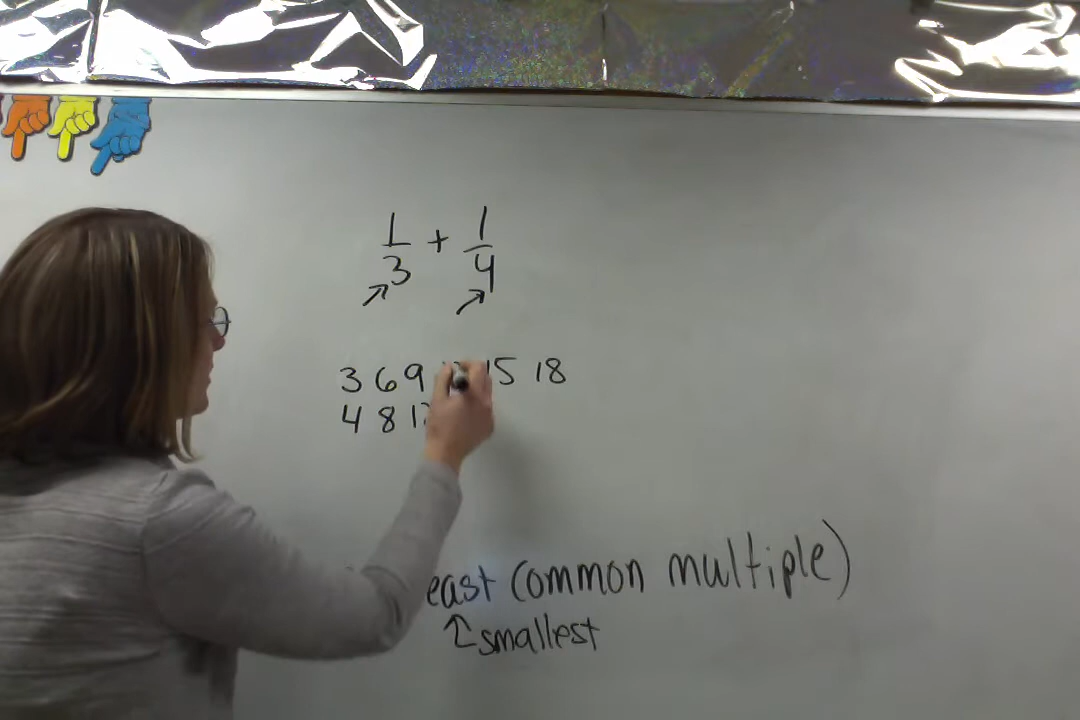 1/3 + 1/4
3 6 9 15 18
4 8
east common multiple)
smallest